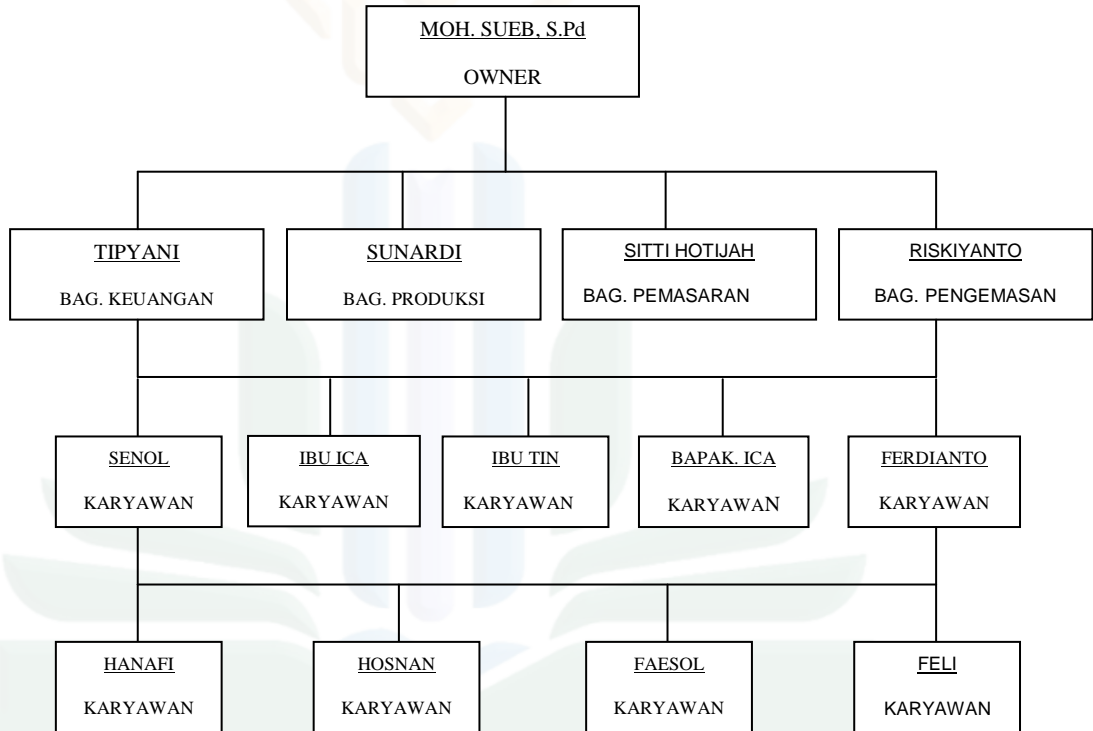 MOH. SUEB, S.Pd
OWNER
TIPYANI
BAG. KEUANGAN
SUNARDI
BAG. PRODUKSI
SITTI HOTIJAH
BAG. PEMASARAN
RISKIYANTO
BAG. PENGEMASAN
SENOL
KARYAWAN
IBU ICA
KARYAWAN
IBU TIN
KARYAWAN
BAPAK. ICA
KARYAWAN
FERDIANTO
KARYAWAN
HANAFI
KARYAWAN
HOSNAN
KARYAWAN
FAESOL
KARYAWAN
FELI
KARYAWAN